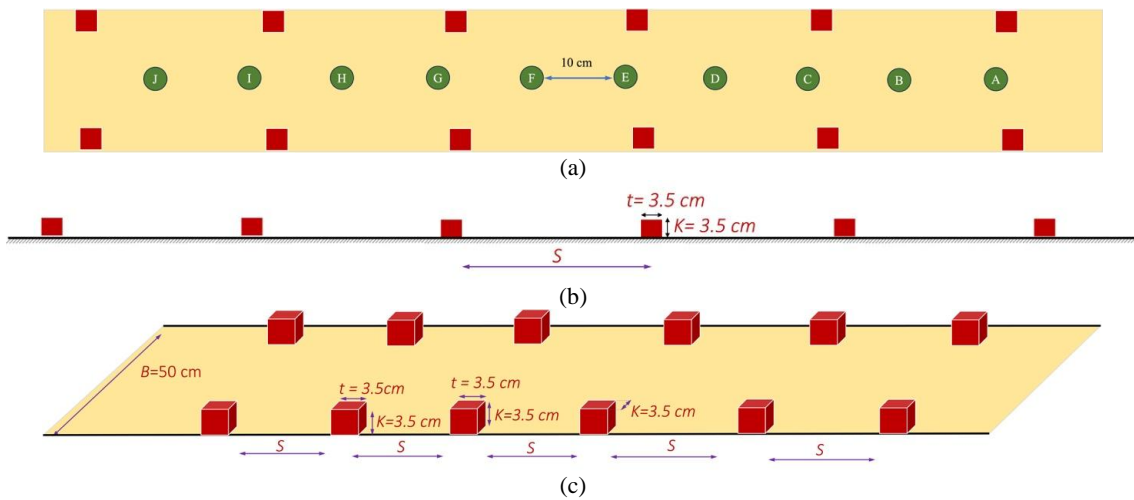 10 cm
J I H G F E D C B A
(a)
t= 3.5 cm
K= 3.5 cm
S
(b)
B=50 cm
t = 3.5cm
t = 3.5 cm
K=3.5 cm
K=3.5 cm
K=3.5 cm
S S S S S
(c)